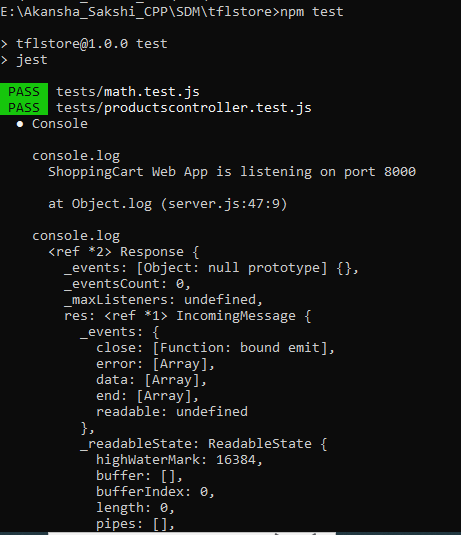 E:\Akansha_Sakshi_CPP\SDM\tflstore>npm test
> tflstore@1.0.0 test
> jest
PASS tests/math.test.js
PASS tests/productscontroller.test.js
● Console
console.log
ShoppingCart Web App is listening on port 8000
at Object.log (server.js:47:9)
console.log
<ref *2> Response {
_events: [Object: null prototype] {},
_eventsCount: 0,
_maxListeners: undefined,
res: <ref *1> IncomingMessage {
_events: {
close: [Function: bound emit],
error: [Array],
data: [Array],
end: [Array],
readable: undefined
},
_readableState: ReadableState {
highWaterMark: 16384,
buffer: [],
bufferIndex: 0,
length: 0,
pipes: [],